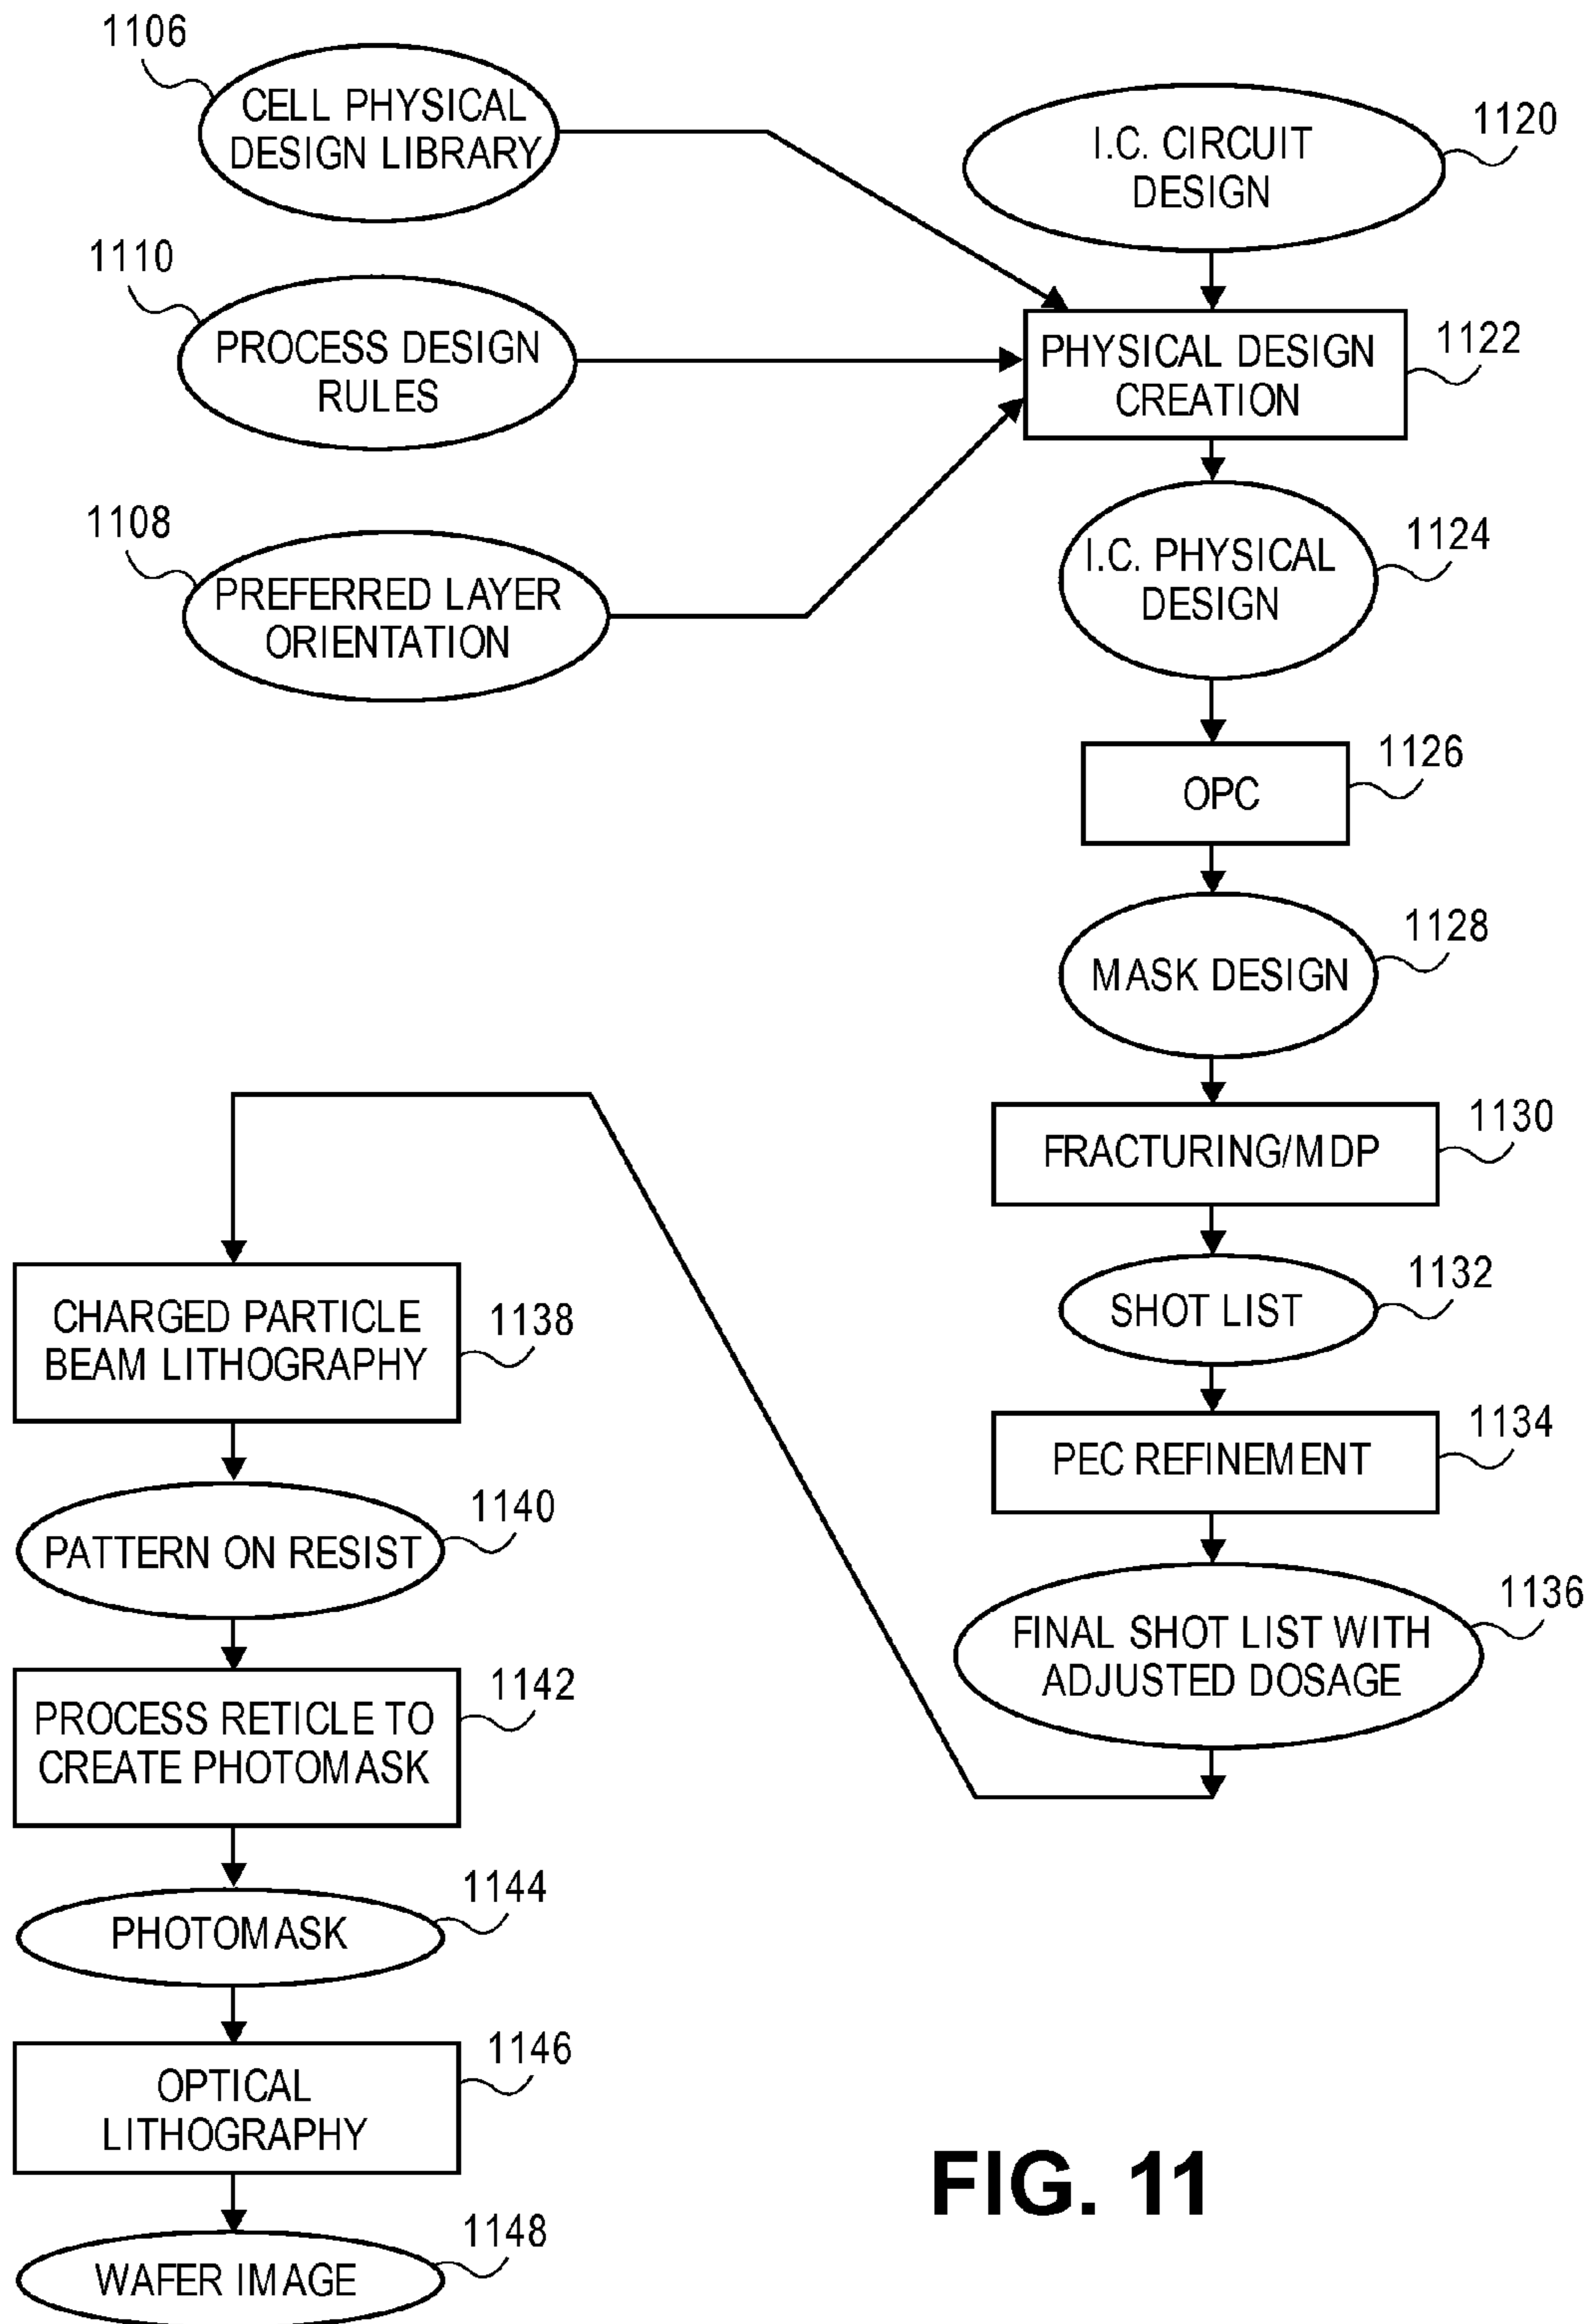 1106
CELL PHYSICAL
DESIGN LIBRARY
1110
PROCESS DESIGN
RULES
1108
PREFERRED LAYER
ORIENTATION
1120
I.C. CIRCUIT
DESIGN
1122
PHYSICAL DESIGN
CREATION
1124
I.C. PHYSICAL
DESIGN
1126
OPC
1128
MASK DESIGN
1130
FRACTURING/MDP
1132
SHOT LIST
1134
PEC REFINEMENT
1136
FINAL SHOT LIST WITH
ADJUSTED DOSAGE
1138
CHARGED PARTICLE
BEAM LITHOGRAPHY
1140
PATTERN ON RESIST
1142
PROCESS RETICLE TO
CREATE PHOTOMASK
1144
PHOTOMASK
1146
OPTICAL
LITHOGRAPHY
1148
WAFER IMAGE
FIG. 11